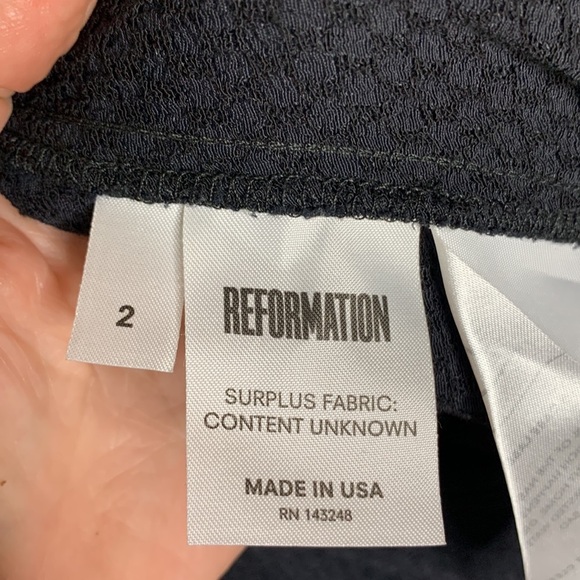 2
REFORMATION
SURPLUS FABRIC:
CONTENT UNKNOWN
MADE IN USA
RN 143248